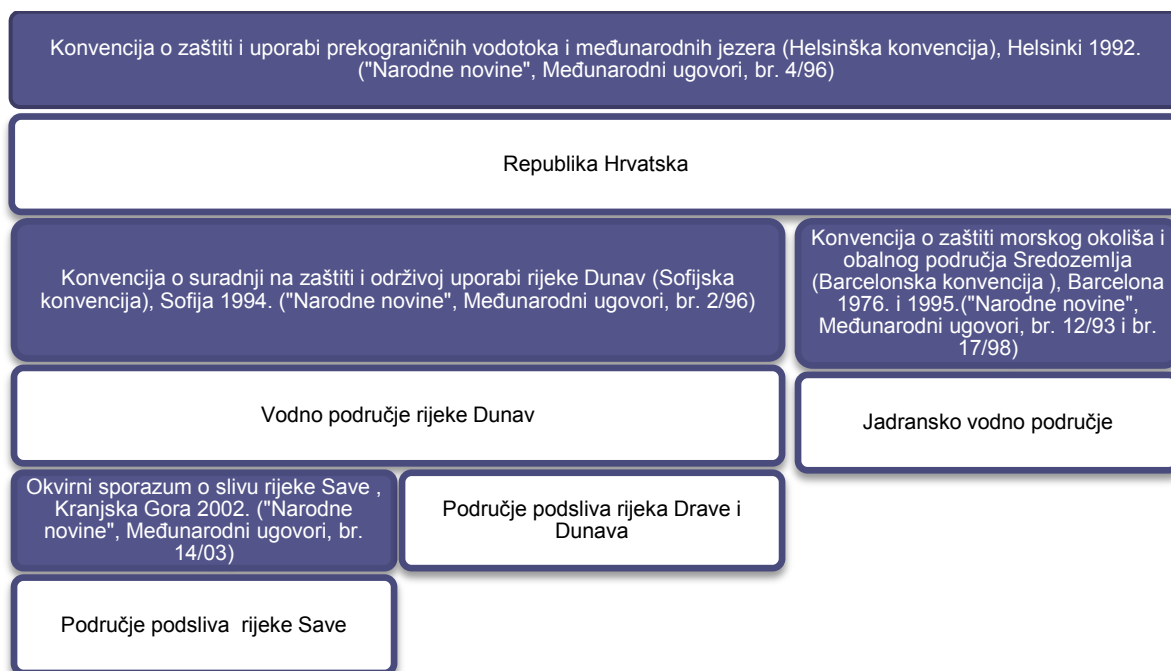 Konvencija o zaštiti i uporabi prekograničnih vodotoka i međunarodnih jezera (Helsinška konvencija), Helsinki 1992.
("Narodne novine", Međunarodni ugovori, br. 4/96)
Republika Hrvatska
Konvencija o suradnji na zaštiti i održivoj uporabi rijeke Dunav (Sofijska
konvencija), Sofija 1994. ("Narodne novine", Međunarodni ugovori, br. 2/96)
Konvencija o zaštiti morskog okoliša i
obalnog područja Sredozemlja
(Barcelonska konvencija ), Barcelona
1976. i 1995.("Narodne novine",
Međunarodni ugovori, br. 12/93 i br.
17/98)
Vodno područje rijeke Dunav
Jadransko vodno područje
Okvirni sporazum o slivu rijeke Save ,
Kranjska Gora 2002. ("Narodne
novine", Međunarodni ugovori, br.
14/03)
Područje podsliva rijeka Drave i
Dunava
Područje podsliva  rijeke Save